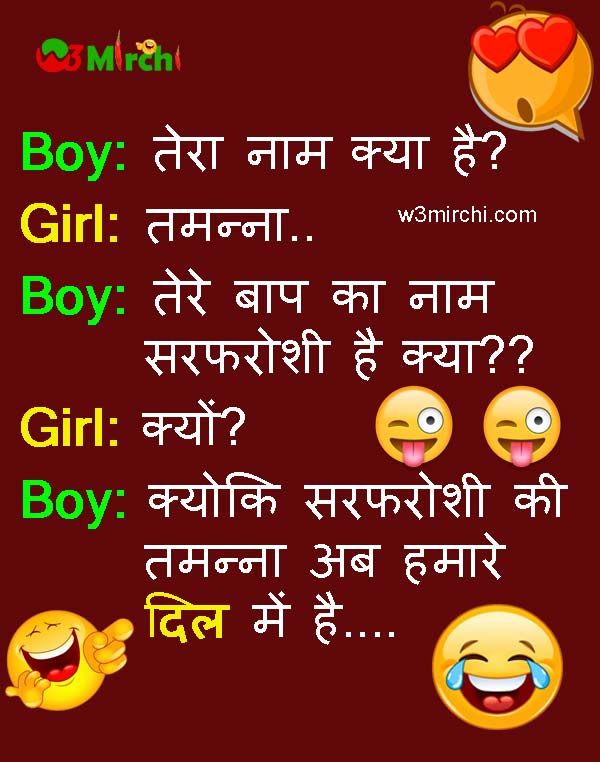 W3Mirchi
Boy: तेरा नाम क्या है?
Girl: तमन्ना..
w3mirchi.com
Boy: तेरे बाप का नाम
सरफरोशी है क्या??
Girl: क्यों?
Boy: क्योकि सरफरोशी की
तमन्ना अब हमारे
दिल में है....